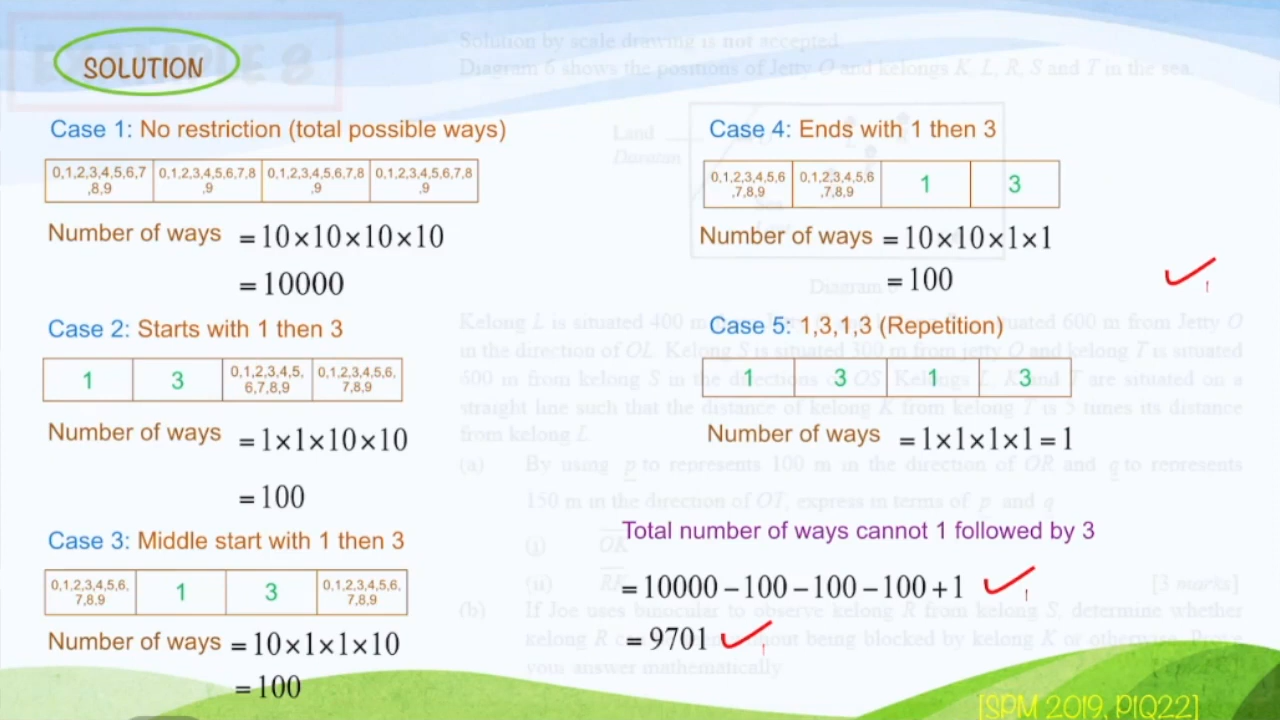 SOLUTION
Case 1: No restriction (total possible ways)
0,1,2,3,4,5,6,7
,8,9
0,1,2,3,4,5,6,7,8
,9
0,1,2,3,4,5,6,7,8
,9
0,1,2,3,4,5,6,7,8
,9
Number of ways = 10×10×10×10
= 10000
Case 2: Starts with 1 then 3
1
3
0,1,2,3,4,5,
6,7,8,9
0,1,2,3,4,5,6,
7,8,9
Number of ways = 1×1×10×10
= 100
Case 3: Middle start with 1 then 3
0,1,2,3,4,5,6,
7,8,9
1
3
0,1,2,3,4,5,6,
7,8,9
Number of ways = 10×1×1×10
= 100
Case 4: Ends with 1 then 3
0,1,2,3,4,5,6
,7,8,9
0,1,2,3,4,5,6
,7,8,9
1
3
Number of ways = 10×10×1×1
= 100
Case 5: 1,3,1,3 (Repetition)
1
3
1
3
Number of ways = 1×1×1×1 = 1
Total number of ways cannot 1 followed by 3
= 10000 − 100 − 100 − 100 + 1
= 9701
[SPM 2019, P1Q22]
Solution by scale drawing is not accepted.
Diagram 6 shows the positions of Jetty O and kelongs K, L, R, S and T in the sea.
Land
Daratan
Diagram 6
Kelong L is situated 400 m
situated 600 m from Jetty O
in the direction of OL. Kelong S is situated 300 m from jetty O and kelong T is situated
600 m from kelong S in the directions of OS. Kelongs L, K and T are situated on a
straight line such that the distance of kelong K from kelong T is 3 times its distance
from kelong L.
(a) By using p to represents 100 m in the direction of OR and q to represents
150 m in the direction of OT, express in terms of p and q
(i) OK
(ii) RK
[3 marks]
(b) If Joe uses binocular to observe kelong R from kelong S, determine whether
kelong R without being blocked by kelong K or otherwise. Prove
your answer mathematically.